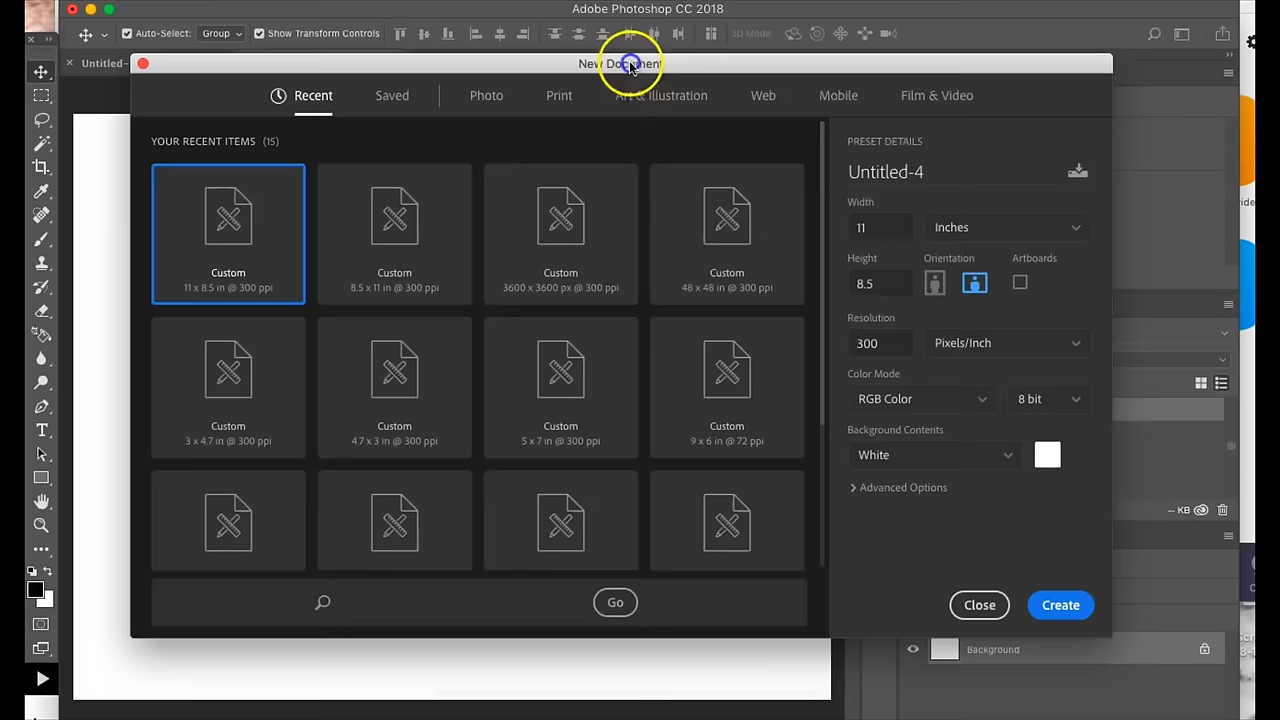 Adobe Photoshop CC 2018
Auto-Select: Group Show Transform Controls 3D Mode
Untitled-
New Document
Recent Saved Photo Print Art & Illustration Web Mobile Film & Video
YOUR RECENT ITEMS (15)
Custom
11 x 8.5 in @ 300 ppi
Custom
8.5 x 11 in @ 300 ppi
Custom
3600 x 3600 px @ 300 ppi
Custom
48 x 48 in @ 300 ppi
Custom
3 x 4.7 in @ 300 ppi
Custom
4.7 x 3 in @ 300 ppi
Custom
5 x 7 in @ 300 ppi
Custom
9 x 6 in @ 72 ppi
Go
PRESET DETAILS
Untitled-4
Width
11 Inches
Height Orientation Artboards
8.5
Resolution
300 Pixels/Inch
Color Mode
RGB Color 8 bit
Background Contents
White
Advanced Options
Close Create
-- KB
Background